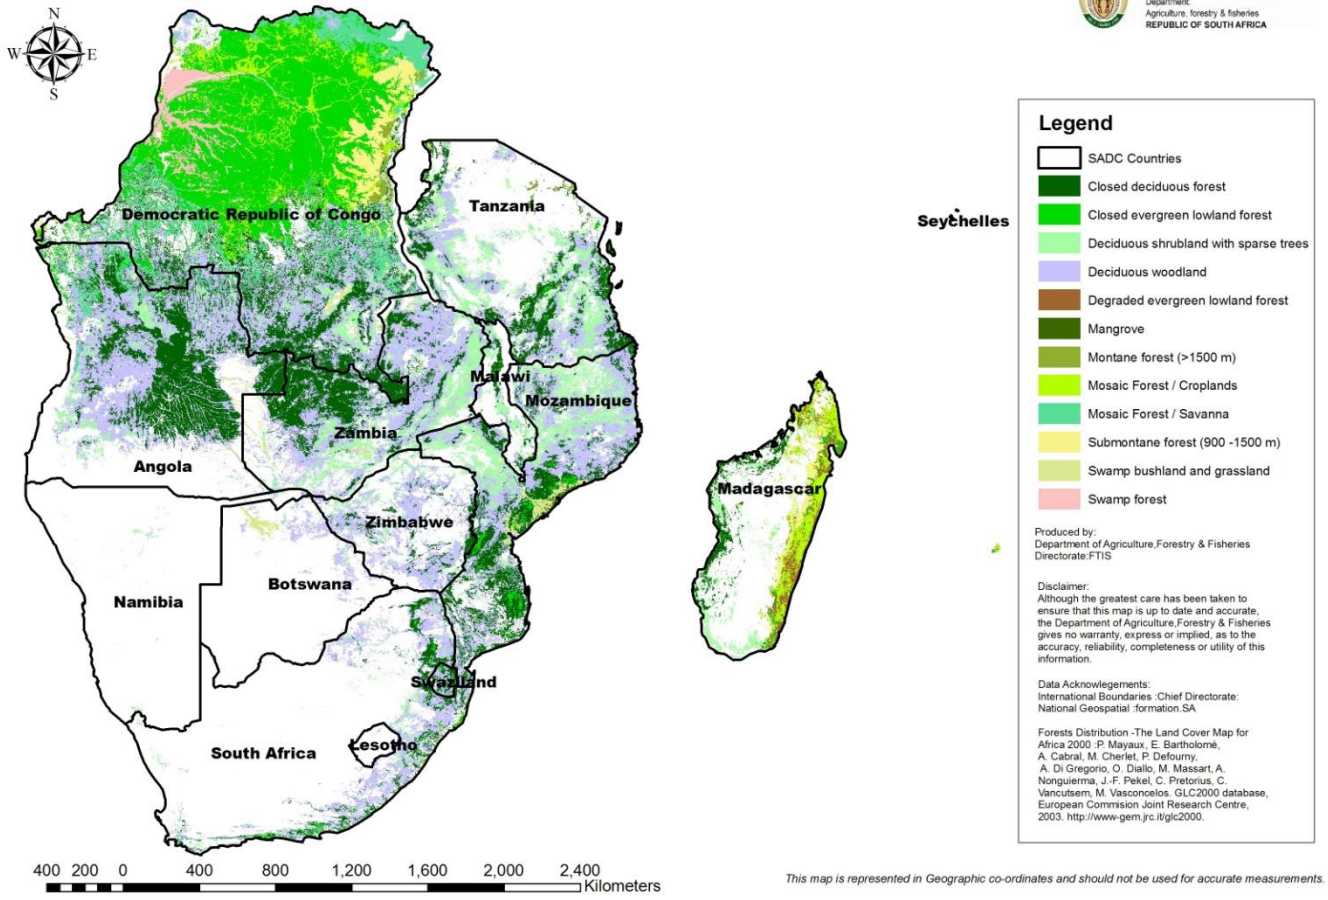 Department:
Agriculture, forestry & fisheries
REPUBLIC OF SOUTH AFRICA
N
W
E
S
Democratic Republic of Congo
Tanzania
Seychelles
Malawi
Mozambique
Zambia
Angola
Madagascar
Zimbabwe
Botswana
Namibia
Swaziland
South Africa
Lesotho
Legend
SADC Countries
Closed deciduous forest
Closed evergreen lowland forest
Deciduous shrubland with sparse trees
Deciduous woodland
Degraded evergreen lowland forest
Mangrove
Montane forest (>1500 m)
Mosaic Forest / Croplands
Mosaic Forest / Savanna
Submontane forest (900 -1500 m)
Swamp bushland and grassland
Swamp forest
Produced by:
Department of Agriculture,Forestry & Fisheries
Directorate:FTIS
Disclaimer:
Although the greatest care has been taken to
ensure that this map is up to date and accurate,
the Department of Agriculture,Forestry & Fisheries
gives no warranty, express or implied, as to the
accuracy, reliability, completeness or utility of this
information.
Data Acknowlegements:
International Boundaries :Chief Directorate:
National Geospatial :formation.SA
Forests Distribution -The Land Cover Map for
Africa 2000 :P. Mayaux, E. Bartholomé,
A. Cabral, M. Cherlet, P. Defourny,
A. Di Gregorio, O. Diallo, M. Massart, A.
Nonguierma, J.-F. Pekel, C. Pretorius, C.
Vancutsem, M. Vasconcelos. GLC2000 database,
European Commision Joint Research Centre,
2003. http://www-gem.jrc.it/glc2000.
400 200 0 400 800 1,200 1,600 2,000 2,400
Kilometers
This map is represented in Geographic co-ordinates and should not be used for accurate measurements.